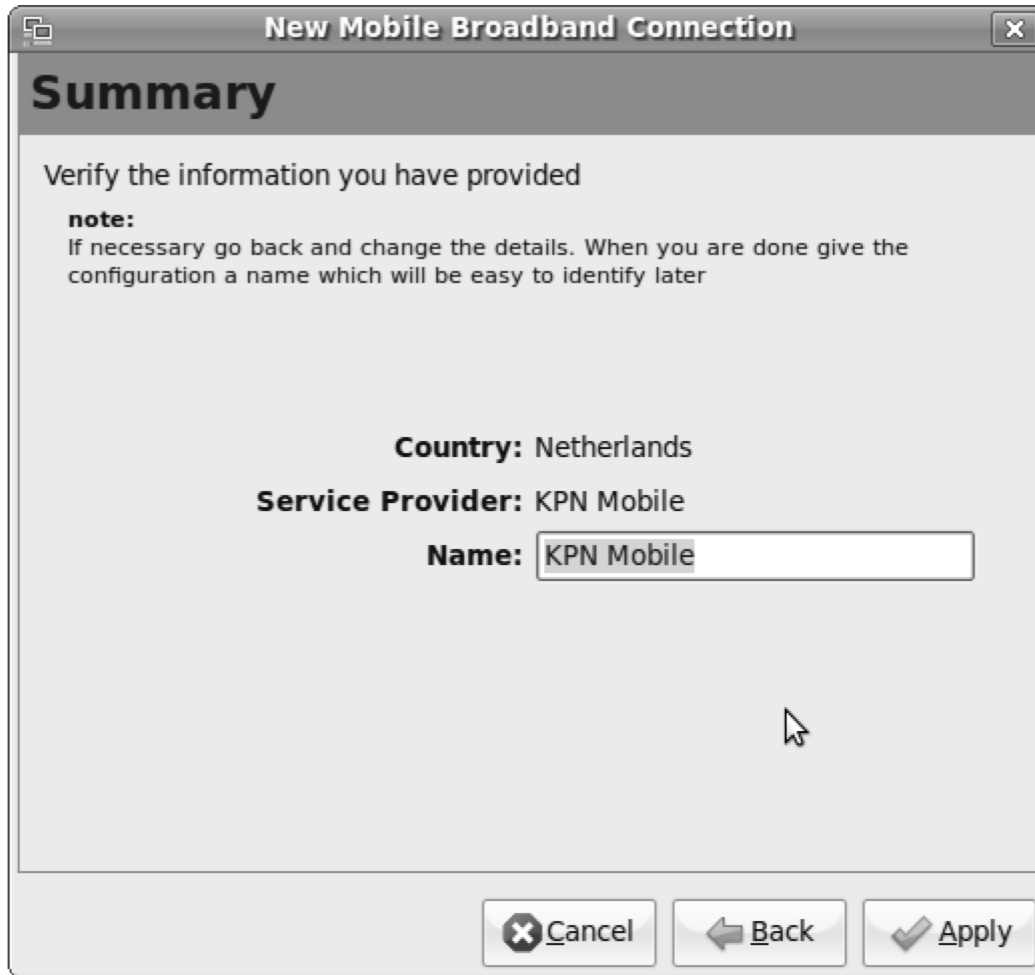 New Mobile Broadband Connection
Summary
Verify the information you have provided
note:
If necessary go back and change the details. When you are done give the
configuration a name which will be easy to identify later
Country: Netherlands
Service Provider: KPN Mobile
Name: KPN Mobile
Cancel Back Apply